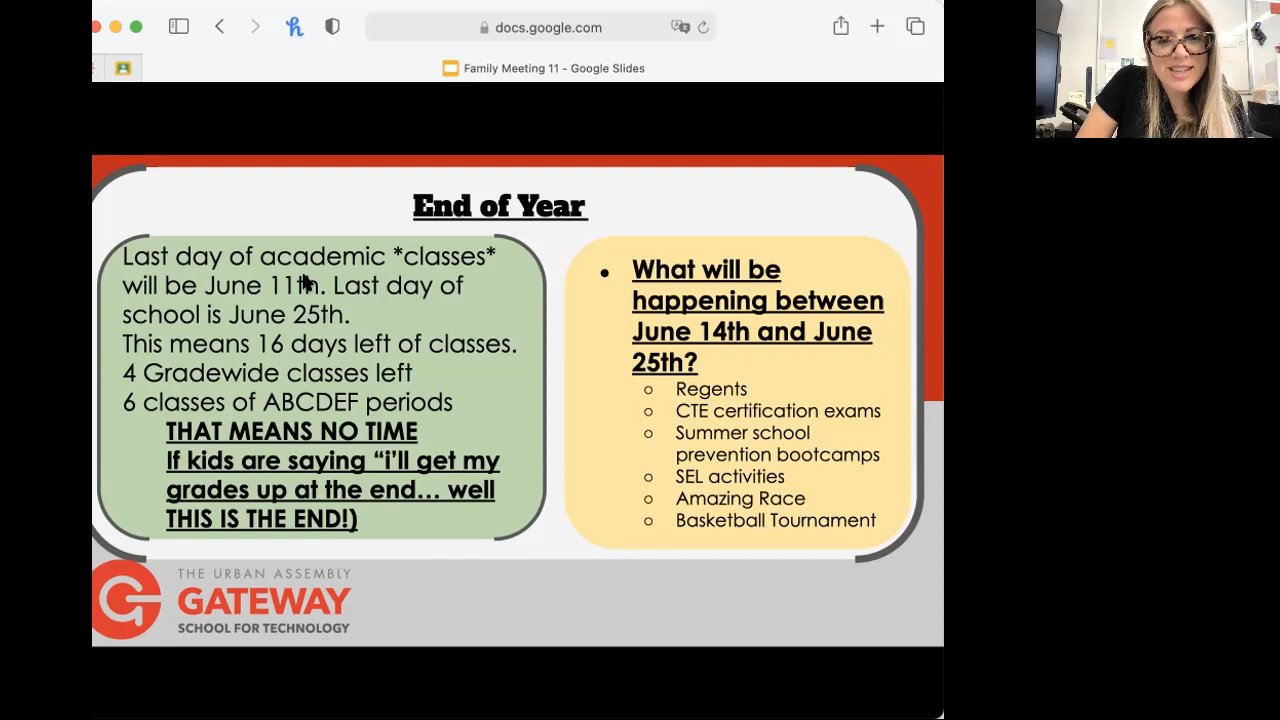 docs.google.com
Family Meeting 11 - Google Slides
End of Year
Last day of academic *classes*
will be June 11th. Last day of
school is June 25th.
This means 16 days left of classes.
4 Gradewide classes left
6 classes of ABCDEF periods
THAT MEANS NO TIME
If kids are saying “i’ll get my
grades up at the end… well
THIS IS THE END!)
What will be
happening between
June 14th and June
25th?
Regents
CTE certification exams
Summer school
prevention bootcamps
SEL activities
Amazing Race
Basketball Tournament
THE URBAN ASSEMBLY
GATEWAY
SCHOOL FOR TECHNOLOGY